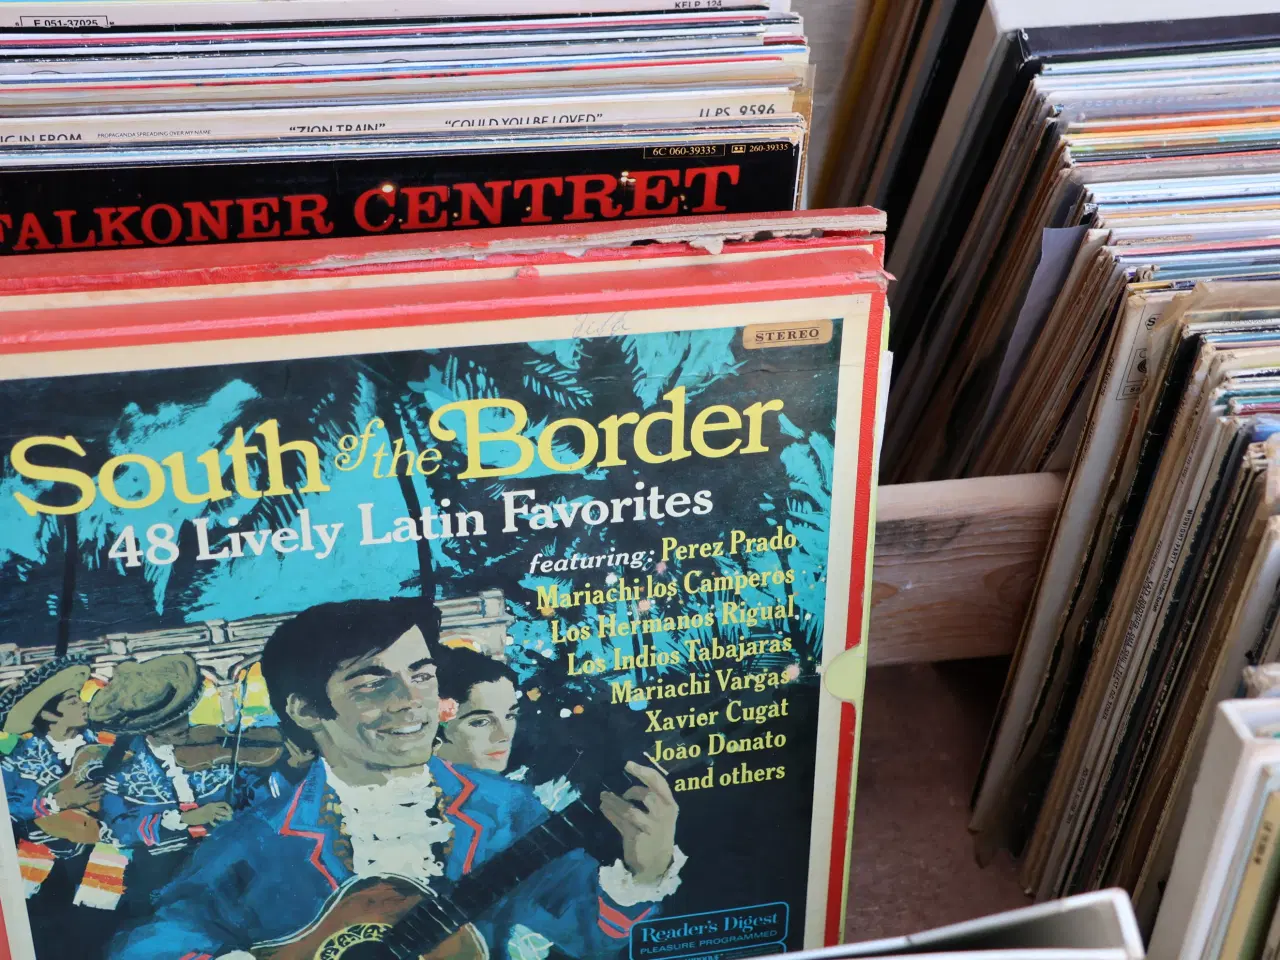 F 051-37025
KELP 124
PROPAGANDA SPREADING OVER MY NAME
"ZION TRAIN"
"COULD YOU BE LOVED"
ILPS 9596
6C 060-39335
260-39335
FALKONER CENTRET
STEREO
South of the Border
48 Lively Latin Favorites
featuring: Perez Prado
Mariachi los Camperos
Los Hermanos Rigual
Los Indios Tabajaras
Mariachi Vargas
Xavier Cugat
João Donato
and others
Reader's Digest
PLEASURE PROGRAMMED